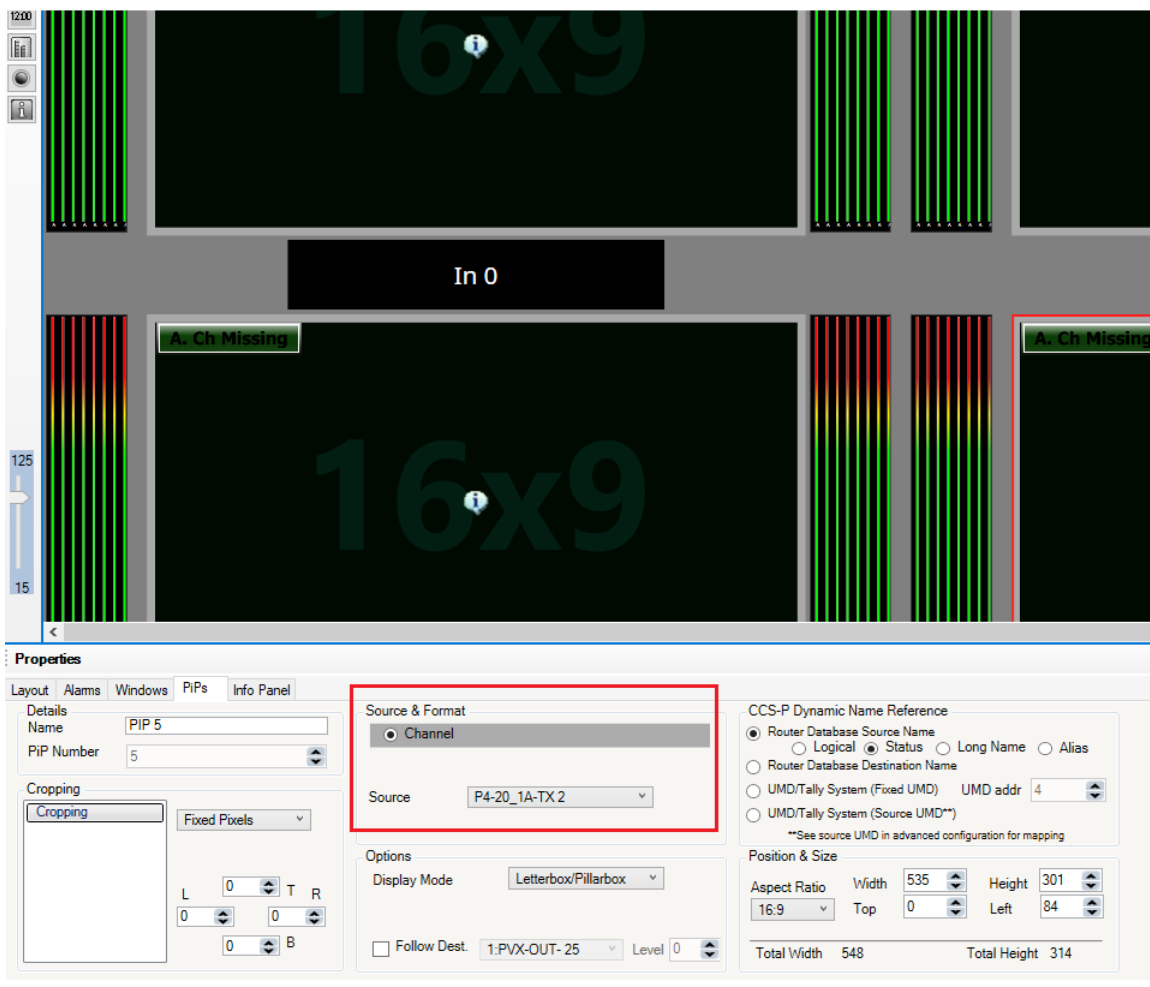 12:00
16x9
In 0
A. Ch Missing
A. Ch Missing
16x9
125
15
Properties
Layout Alarms Windows PiPs Info Panel
Details
Name PIP 5
PiP Number 5
Cropping
Cropping
Fixed Pixels
L 0 T R
0 0
0 B
Source & Format
Channel
Source P4-20_1A-TX 2
Options
Display Mode Letterbox/Pillarbox
Follow Dest. 1:PVX-OUT- 25 Level 0
CCS-P Dynamic Name Reference
Router Database Source Name
Logical Status Long Name Alias
Router Database Destination Name
UMD/Tally System (Fixed UMD) UMD addr 4
UMD/Tally System (Source UMD**)
**See source UMD in advanced configuration for mapping
Position & Size
Aspect Ratio Width 535 Height 301
16:9 Top 0 Left 84
Total Width 548 Total Height 314